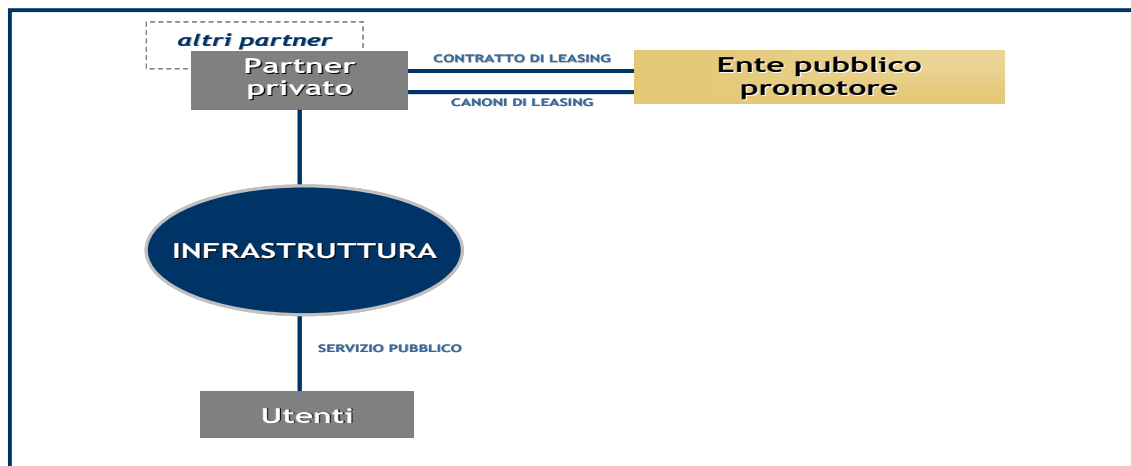 altri partner
Partner
privato
CONTRATTO DI LEASING
CANONI DI LEASING
Ente pubblico
promotore
INFRASTRUTTURA
SERVIZIO PUBBLICO
Utenti